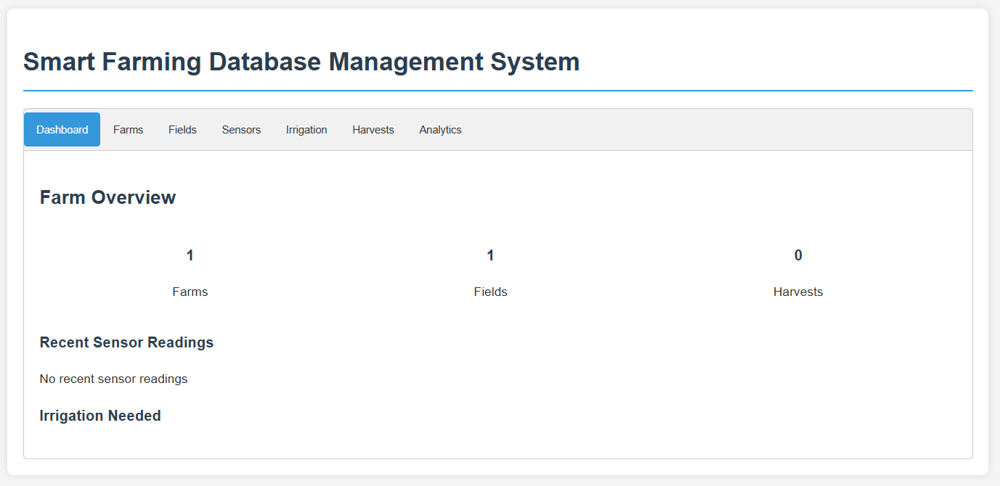 Smart Farming Database Management System
Dashboard Farms Fields Sensors Irrigation Harvests Analytics
Farm Overview
1 1 0
Farms Fields Harvests
Recent Sensor Readings
No recent sensor readings
Irrigation Needed